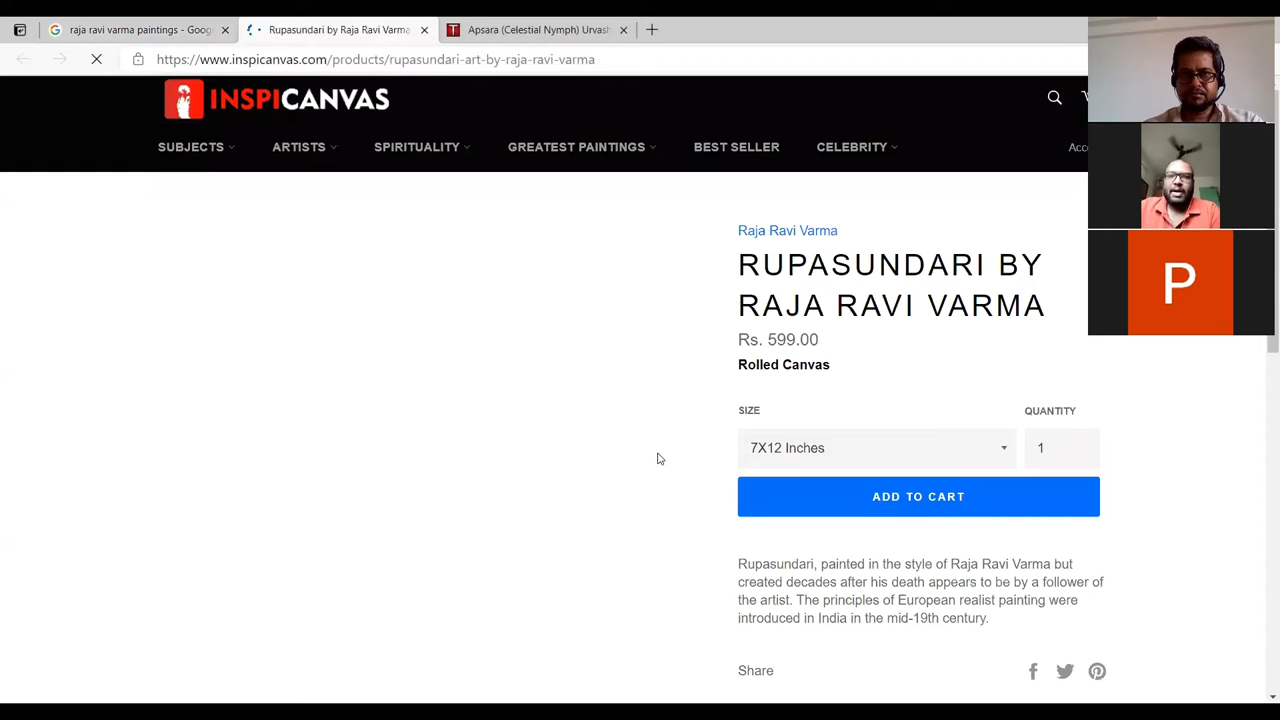 raja ravi varma paintings - Goog
Rupasundari by Raja Ravi Varma
Apsara (Celestial Nymph) Urvash
https://www.inspicanvas.com/products/rupasundari-art-by-raja-ravi-varma
INSPICANVAS
SUBJECTS ARTISTS SPIRITUALITY GREATEST PAINTINGS BEST SELLER CELEBRITY Acc
Raja Ravi Varma
RUPASUNDARI BY
RAJA RAVI VARMA
Rs. 599.00
Rolled Canvas
SIZE QUANTITY
7X12 Inches 1
ADD TO CART
Rupasundari, painted in the style of Raja Ravi Varma but
created decades after his death appears to be by a follower of
the artist. The principles of European realist painting were
introduced in India in the mid-19th century.
Share
P